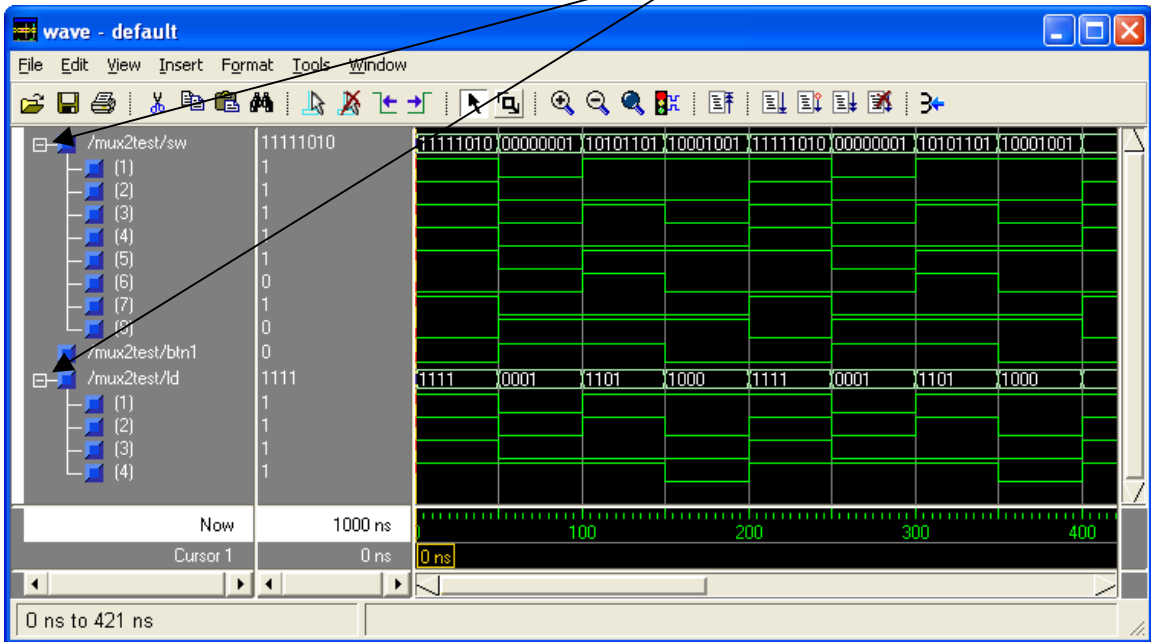 wave - default
File Edit View Insert Format Tools Window
/mux2test/sw 11111010 11111010 00000001 10101101 10001001 11111010 00000001 10101101 10001001
(1) 1
(2) 1
(3) 1
(4) 1
(5) 1
(6) 0
(7) 1
(8) 0
/mux2test/btn1 0
/mux2test/ld 1111 1111 0001 1101 1000 1111 0001 1101 1000
(1) 1
(2) 1
(3) 1
(4) 1
Now 1000 ns 100 200 300 400
Cursor 1 0 ns 0 ns
0 ns to 421 ns